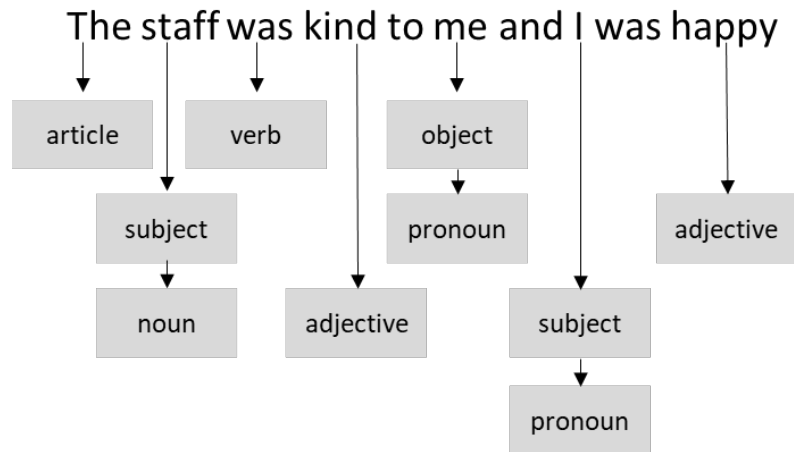 The staff was kind to me and I was happy
article verb object
subject pronoun adjective
noun adjective subject
pronoun